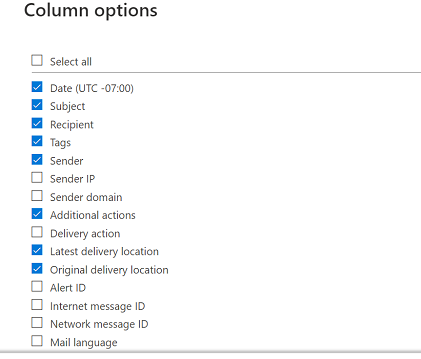 Column options
Select all
Date (UTC -07:00)
Subject
Recipient
Tags
Sender
Sender IP
Sender domain
Additional actions
Delivery action
Latest delivery location
Original delivery location
Alert ID
Internet message ID
Network message ID
Mail language